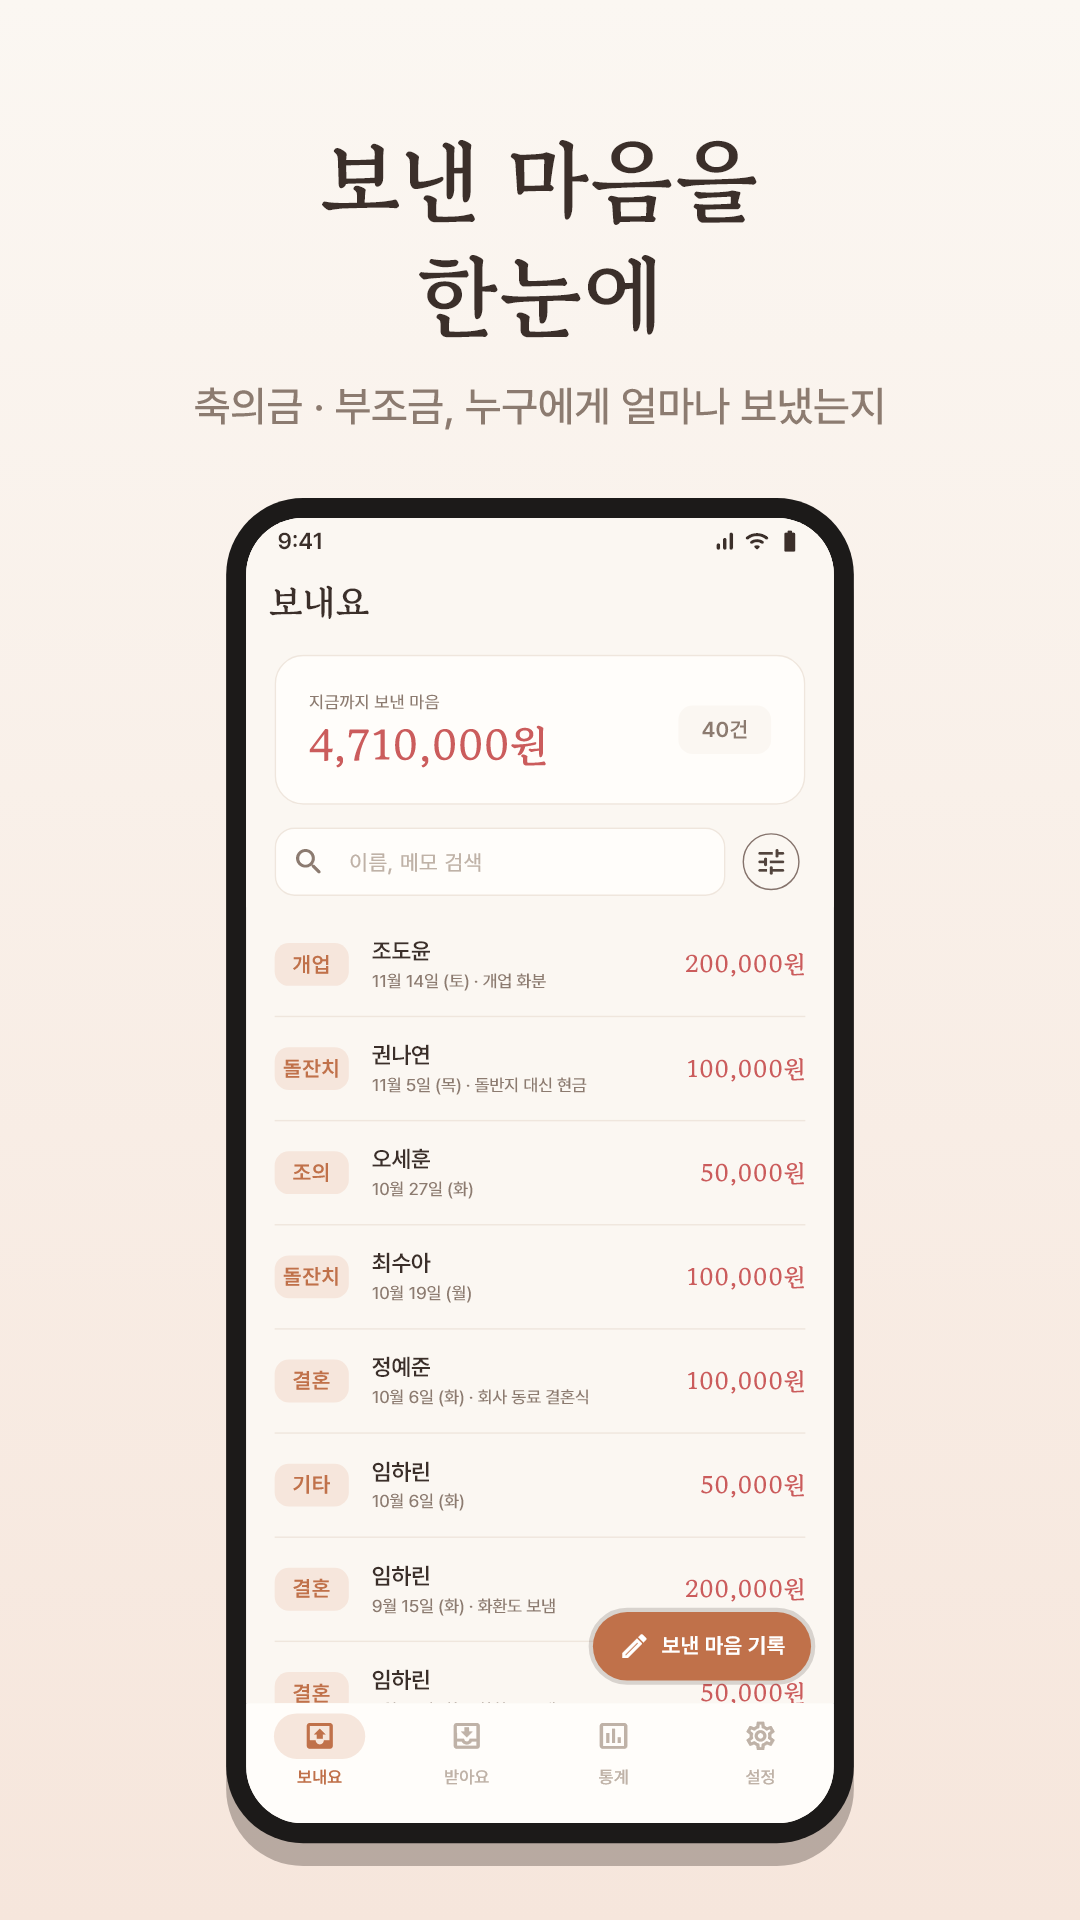 보낸 마음을
한눈에
축의금 · 부조금, 누구에게 얼마나 보냈는지
9:41
보내요
지금까지 보낸 마음
4,710,000원
40건
이름, 메모 검색
개업
조도윤
11월 14일 (토) · 개업 화분
200,000원
돌잔치
권나연
11월 5일 (목) · 돌반지 대신 현금
100,000원
조의
오세훈
10월 27일 (화)
50,000원
돌잔치
최수아
10월 19일 (월)
100,000원
결혼
정예준
10월 6일 (화) · 회사 동료 결혼식
100,000원
기타
임하린
10월 6일 (화)
50,000원
결혼
임하린
9월 15일 (화) · 화환도 보냄
200,000원
보낸 마음 기록
결혼
임하린
50,000원
보내요
받아요
통계
설정